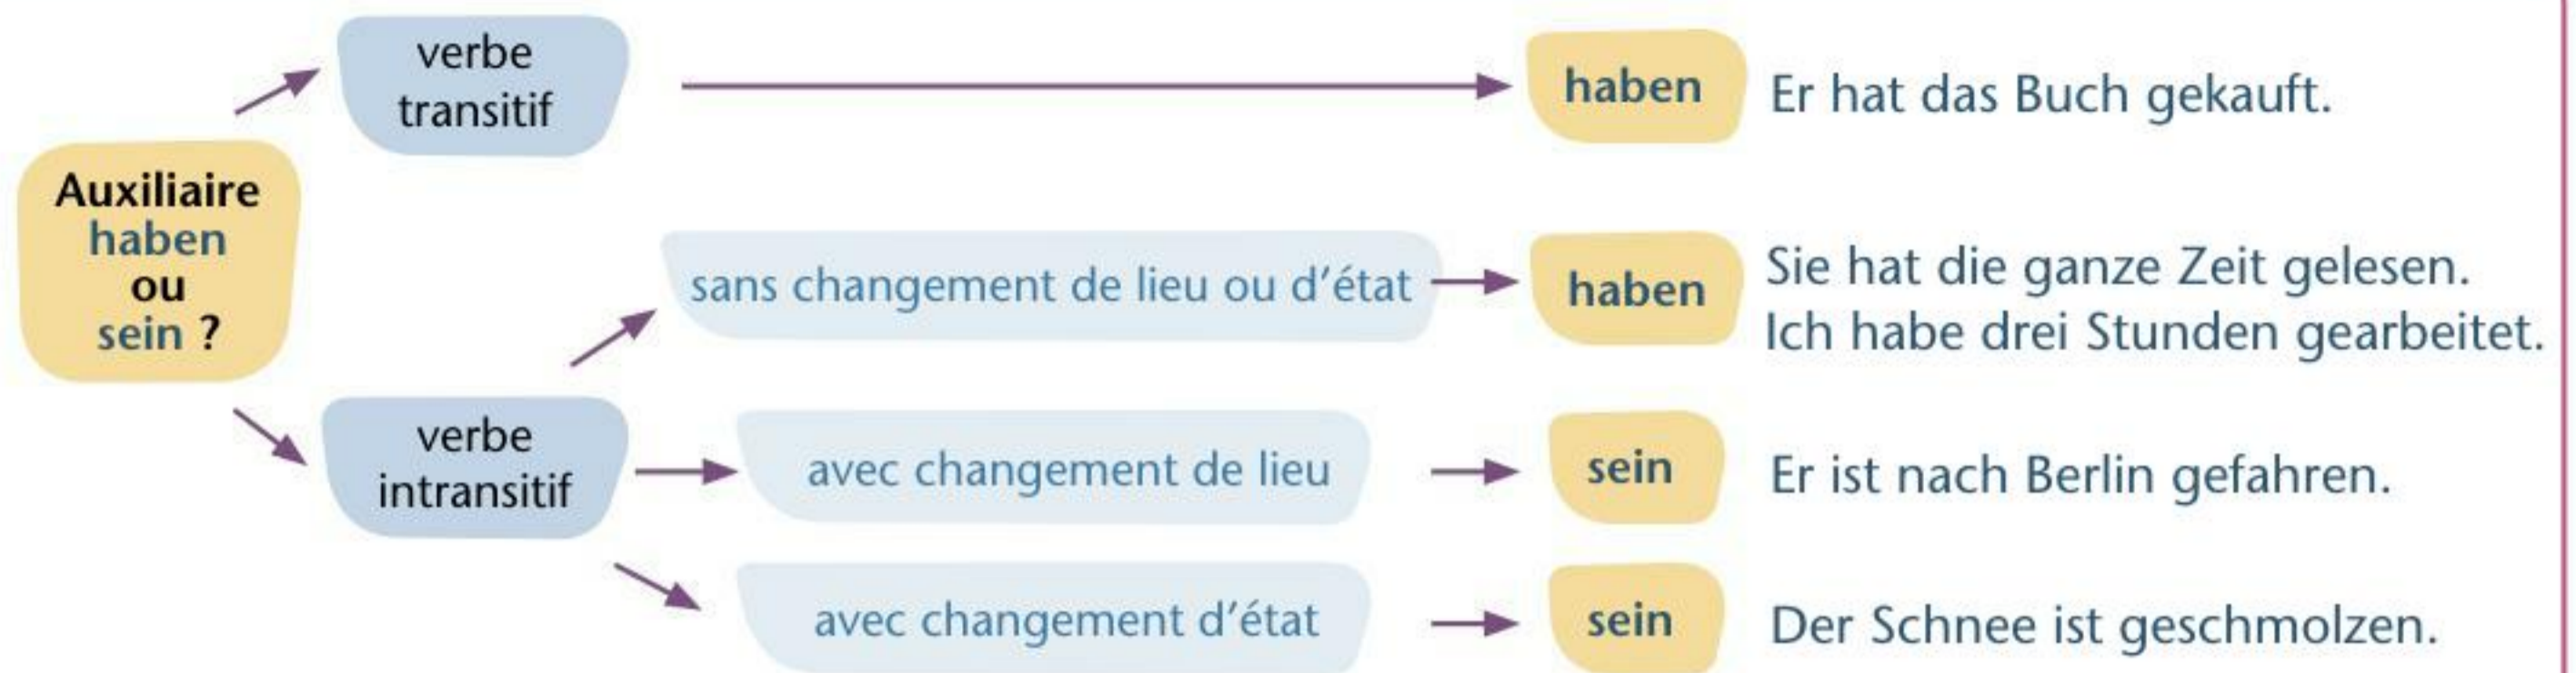 Auxiliaire
haben
ou
sein ?
verbe
transitif
haben
Er hat das Buch gekauft.
verbe
intransitif
sans changement de lieu ou d'état
haben
Sie hat die ganze Zeit gelesen.
Ich habe drei Stunden gearbeitet.
avec changement de lieu
sein
Er ist nach Berlin gefahren.
avec changement d'état
sein
Der Schnee ist geschmolzen.